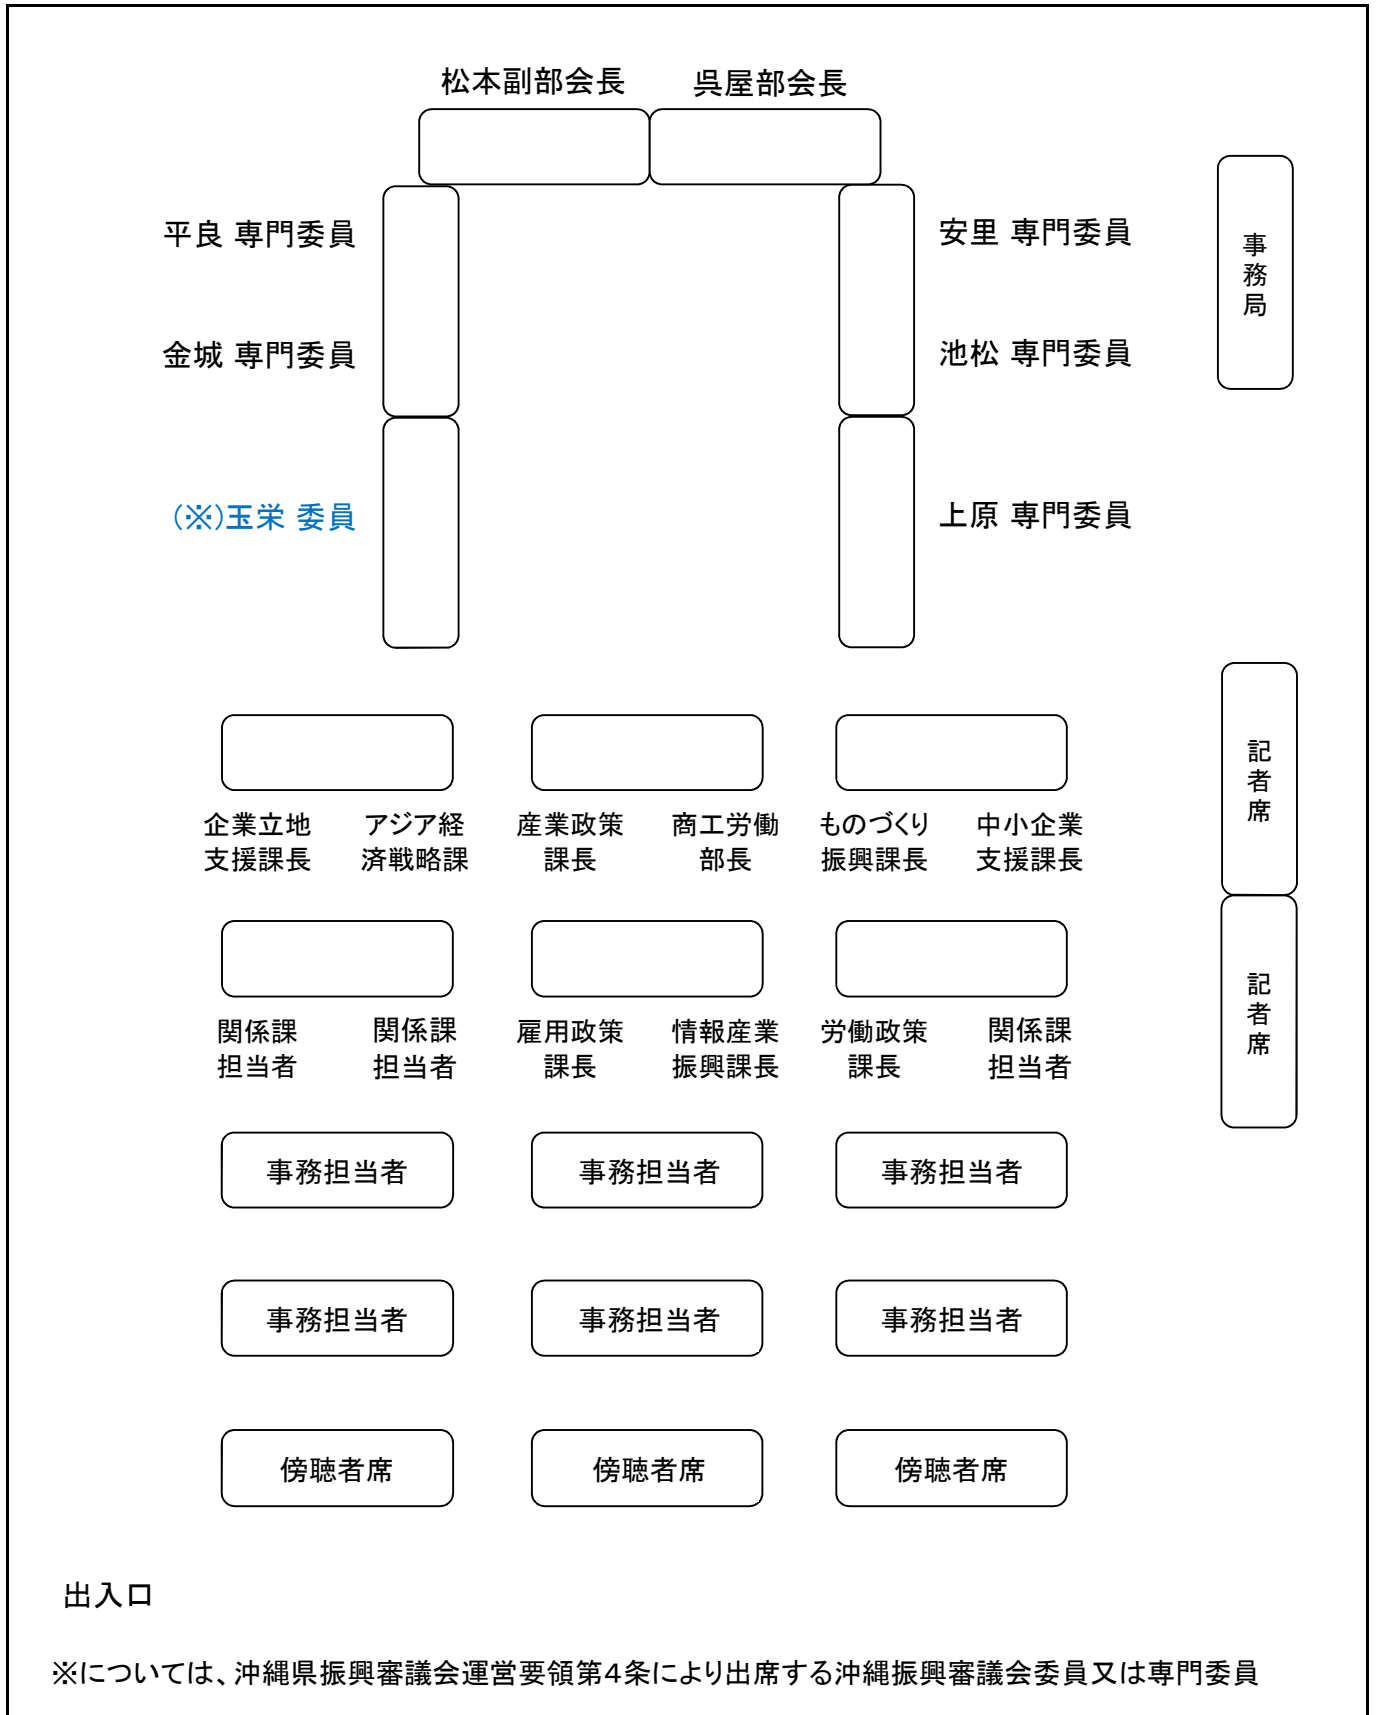 松本副部会長
呉屋部会長
平良 専門委員
安里 専門委員
事務局
金城 専門委員
池松 専門委員
(※)玉栄 委員
上原 専門委員
記者席
企業立地
支援課長
アジア経
済戦略課
産業政策
課長
商工労働
部長
ものづくり
振興課長
中小企業
支援課長
記者席
関係課
担当者
関係課
担当者
雇用政策
課長
情報産業
振興課長
労働政策
課長
関係課
担当者
事務担当者
事務担当者
事務担当者
事務担当者
事務担当者
事務担当者
傍聴者席
傍聴者席
傍聴者席
出入口
※については、沖縄県振興審議会運営要領第4条により出席する沖縄振興審議会委員又は専門委員